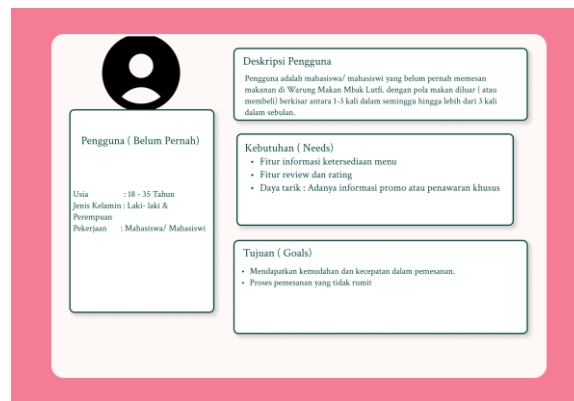 Pengguna ( Belum Pernah)
Usia : 18 - 35 Tahun
Jenis Kelamin : Laki- laki &
Perempuan
Pekerjaan : Mahasiswa/ Mahasiswi
Deskripsi Pengguna
Pengguna adalah mahasiswa/ mahasiswi yang belum pernah memesan
makanan di Warung Makan Mbak Lutfi. dengan pola makan diluar ( atau
membeli) berkisar antara 1-3 kali dalam seminggu hingga lebih dari 3 kali
dalam sebulan.
Kebutuhan ( Needs)
• Fitur informasi ketersediaan menu
• Fitur review dan rating
• Daya tarik : Adanya informasi promo atau penawaran khusus
Tujuan ( Goals)
• Mendapatkan kemudahan dan kecepatan dalam pemesanan.
• Proses pemesanan yang tidak rumit